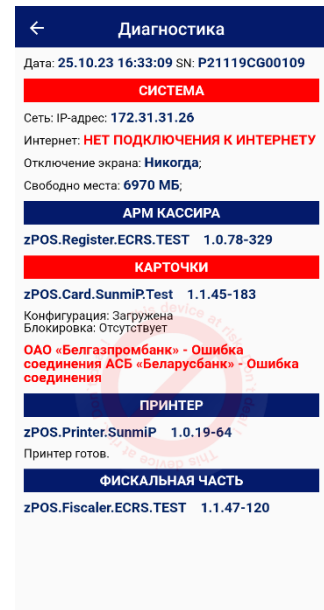 Диагностика
Дата: 25.10.23 16:33:09 SN: P21119CG00109
СИСТЕМА
Сеть: IP-адрес: 172.31.31.26
Интернет: НЕТ ПОДКЛЮЧЕНИЯ К ИНТЕРНЕТУ
Отключение экрана: Никогда;
Свободно места: 6970 МБ;
АРМ КАССИРА
zPOS.Register.ECRS.TEST 1.0.78-329
КАРТОЧКИ
zPOS.Card.SunmiP.Test 1.1.45-183
Конфигурация: Загружена
Блокировка: Отсутствует
ОАО «Белгазпромбанк» - Ошибка
соединения АСБ «Беларусбанк» - Ошибка
соединения
ПРИНТЕР
zPOS.Printer.SunmiP 1.0.19-64
Принтер готов.
ФИСКАЛЬНАЯ ЧАСТЬ
zPOS.Fiscaler.ECRS.TEST 1.1.47-120